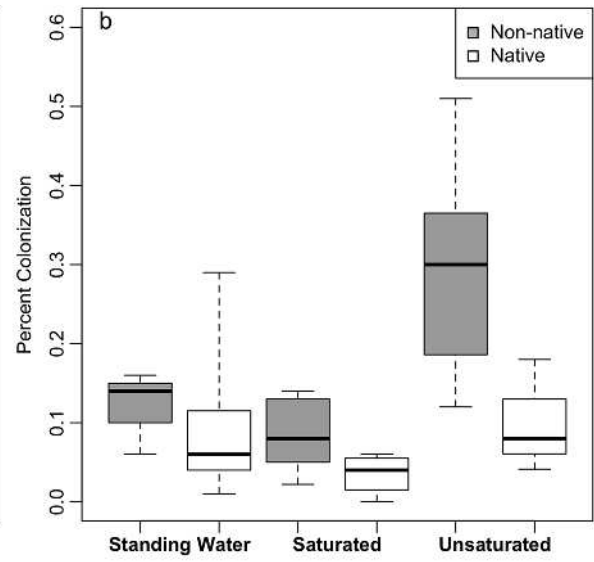 b
Non-native
Native
Percent Colonization
0.6
0.5
0.4
0.3
0.2
0.1
0.0
Standing Water Saturated Unsaturated